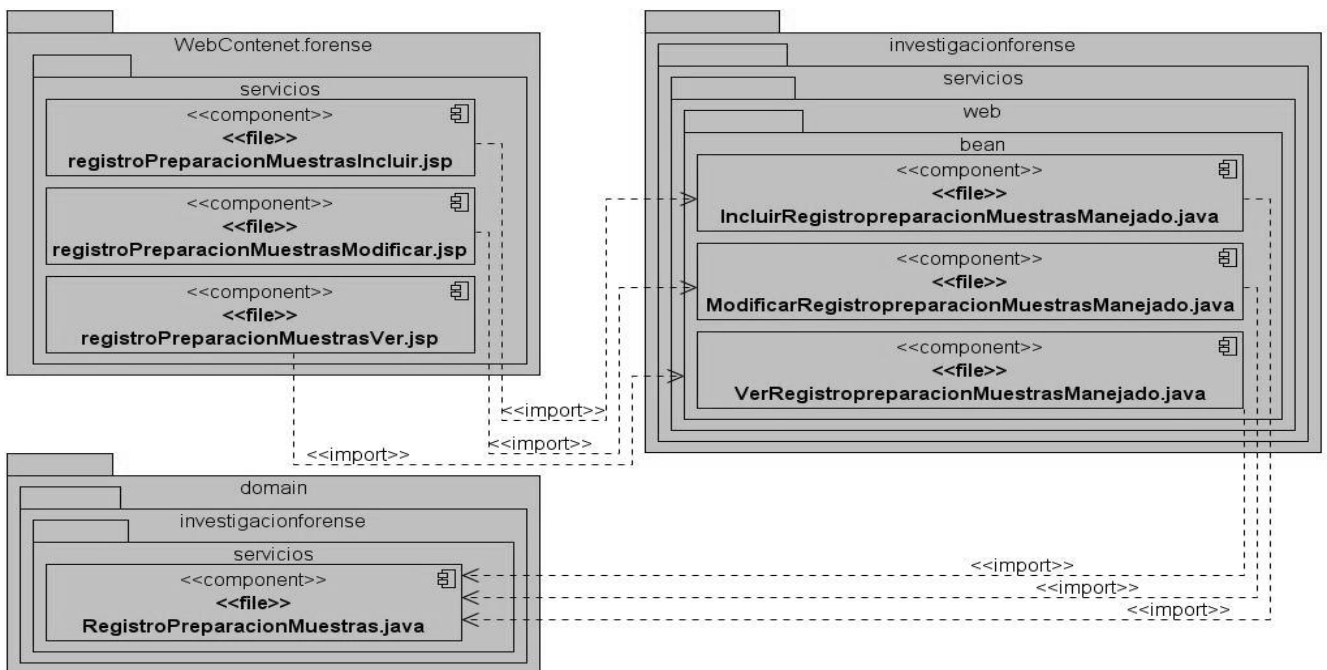 WebContenet.forense
servicios
<<component>>
<<file>>
registroPreparacionMuestrasIncluir.jsp
<<component>>
<<file>>
registroPreparacionMuestrasModificar.jsp
<<component>>
<<file>>
registroPreparacionMuestrasVer.jsp
investigacionforense
servicios
web
bean
<<component>>
<<file>>
IncluirRegistropreparacionMuestrasManejado.java
<<component>>
<<file>>
ModificarRegistropreparacionMuestrasManejado.java
<<component>>
<<file>>
VerRegistropreparacionMuestrasManejado.java
<<import>>
<<import>>
<<import>>
domain
investigacionforense
servicios
<<component>>
<<file>>
RegistroPreparacionMuestras.java
<<import>>
<<import>>
<<import>>